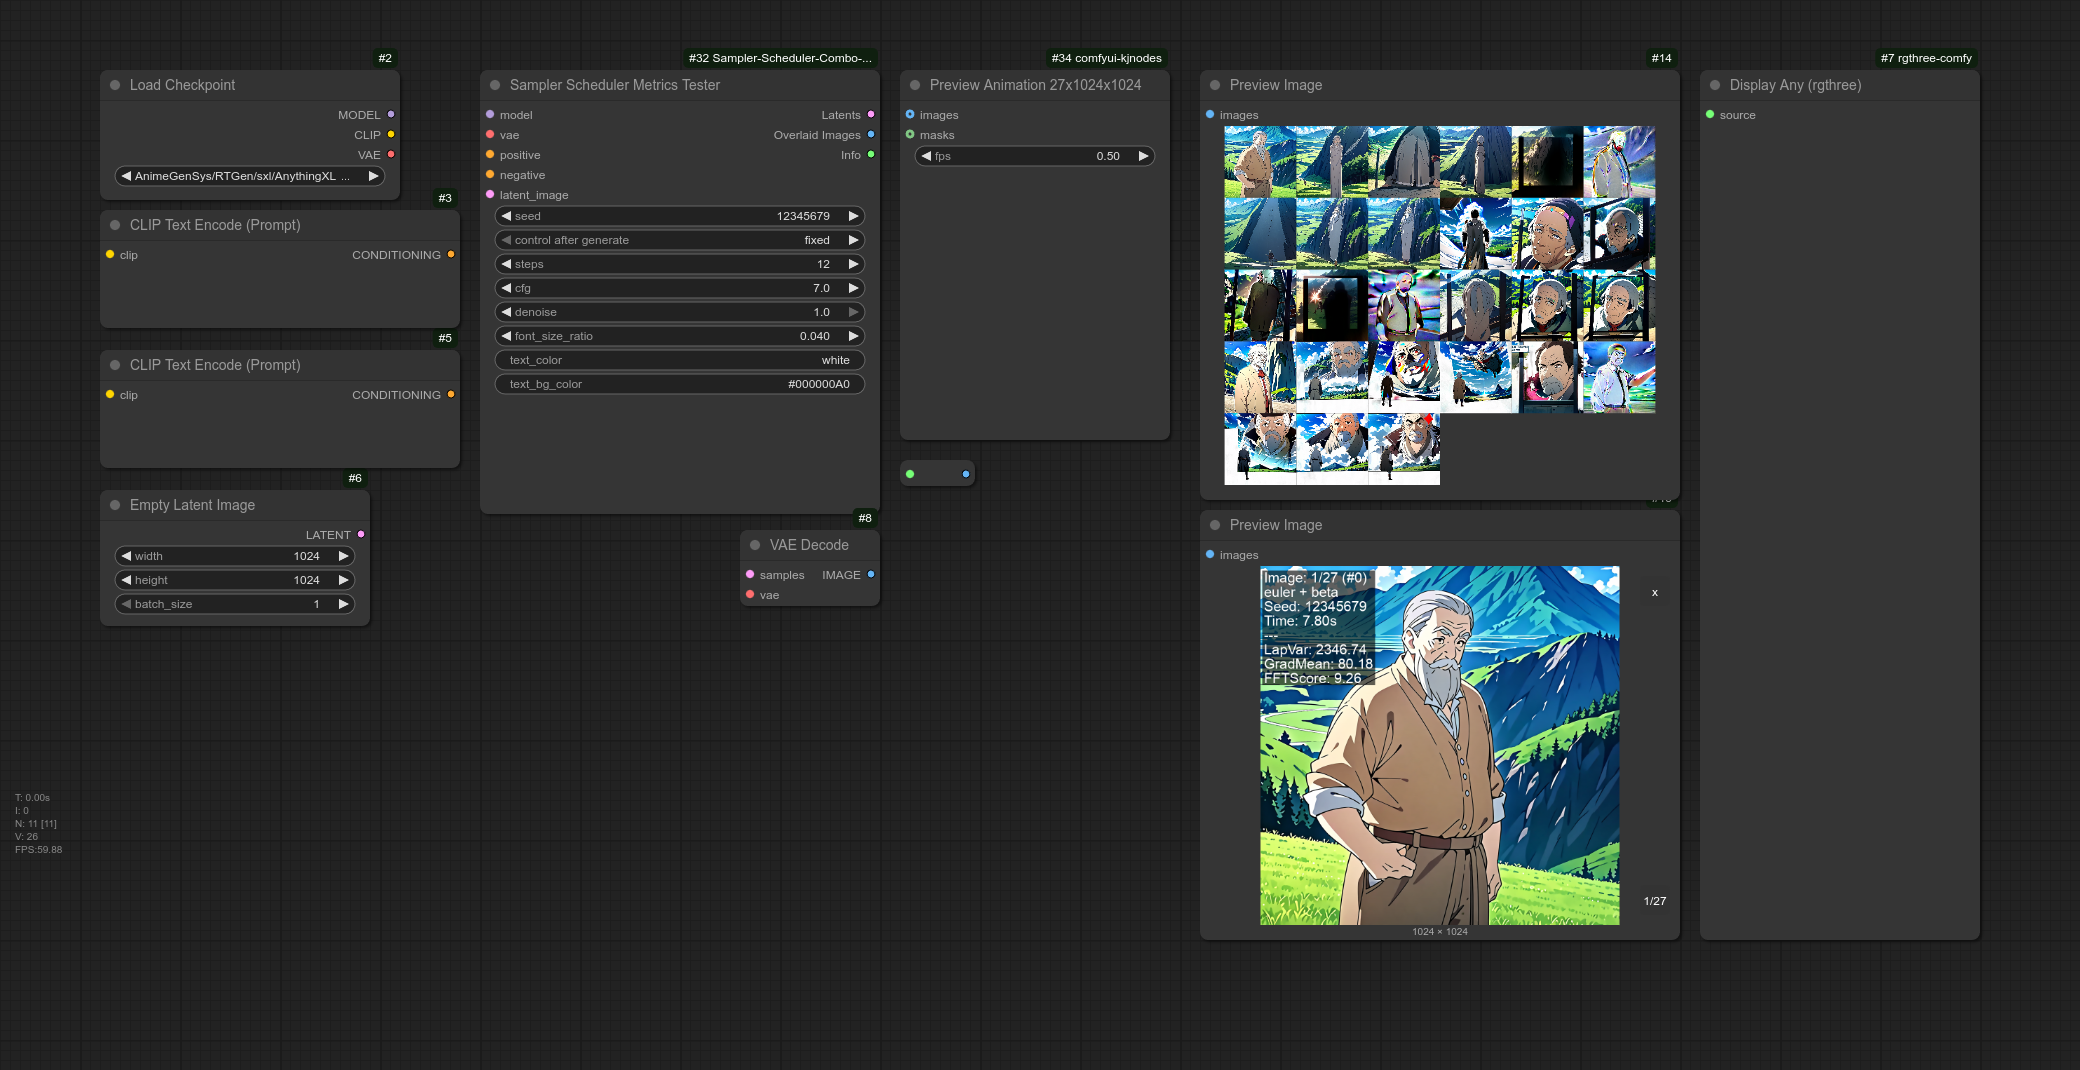 #2
Load Checkpoint
MODEL
CLIP
VAE
AnimeGenSys/RTGen/sxl/AnythingXL ...
#3
CLIP Text Encode (Prompt)
clip CONDITIONING
#5
CLIP Text Encode (Prompt)
clip CONDITIONING
#6
Empty Latent Image
LATENT
width 1024
height 1024
batch_size 1
#32 Sampler-Scheduler-Combo-...
Sampler Scheduler Metrics Tester
model Latents
vae Overlaid Images
positive Info
negative
latent_image
seed 12345679
control after generate fixed
steps 12
cfg 7.0
denoise 1.0
font_size_ratio 0.040
text_color white
text_bg_color #000000A0
#8
VAE Decode
samples IMAGE
vae
#34 comfyui-kjnodes
Preview Animation 27x1024x1024
images
masks
fps 0.50
#14
Preview Image
images
Preview Image
images
Image: 1/27 (#0)
euler + beta
Seed: 12345679
Time: 7.80s
---
LapVar: 2346.74
GradMean: 80.18
FFTScore: 9.26
x
1/27
1024 × 1024
#7 rgthree-comfy
Display Any (rgthree)
source
T: 0.00s
I: 0
N: 11 [11]
V: 26
FPS:59.88